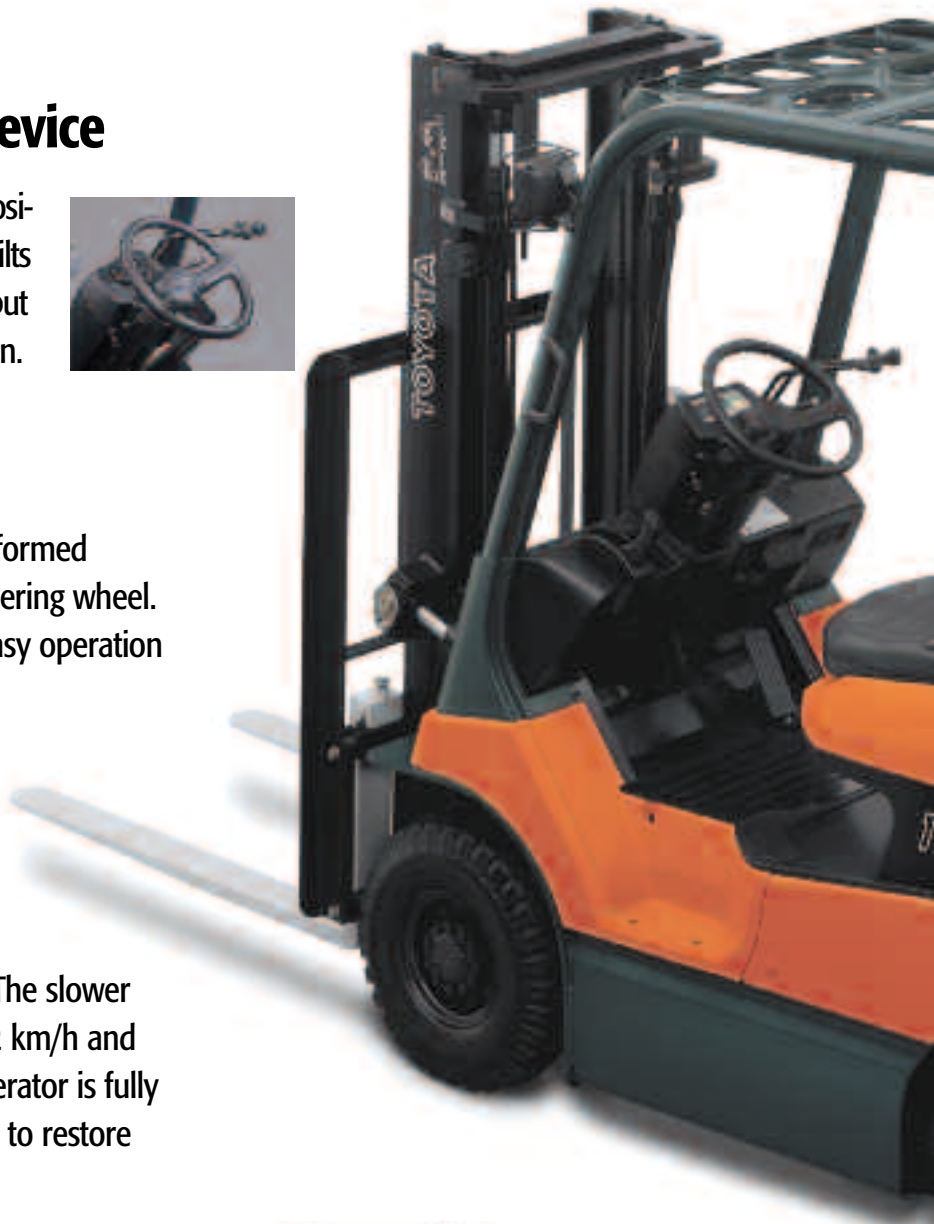 evice
osi-
ilts
out
n.
TOYOTA
formed
ering wheel.
asy operation
The slower
km/h and
erator is fully
to restore